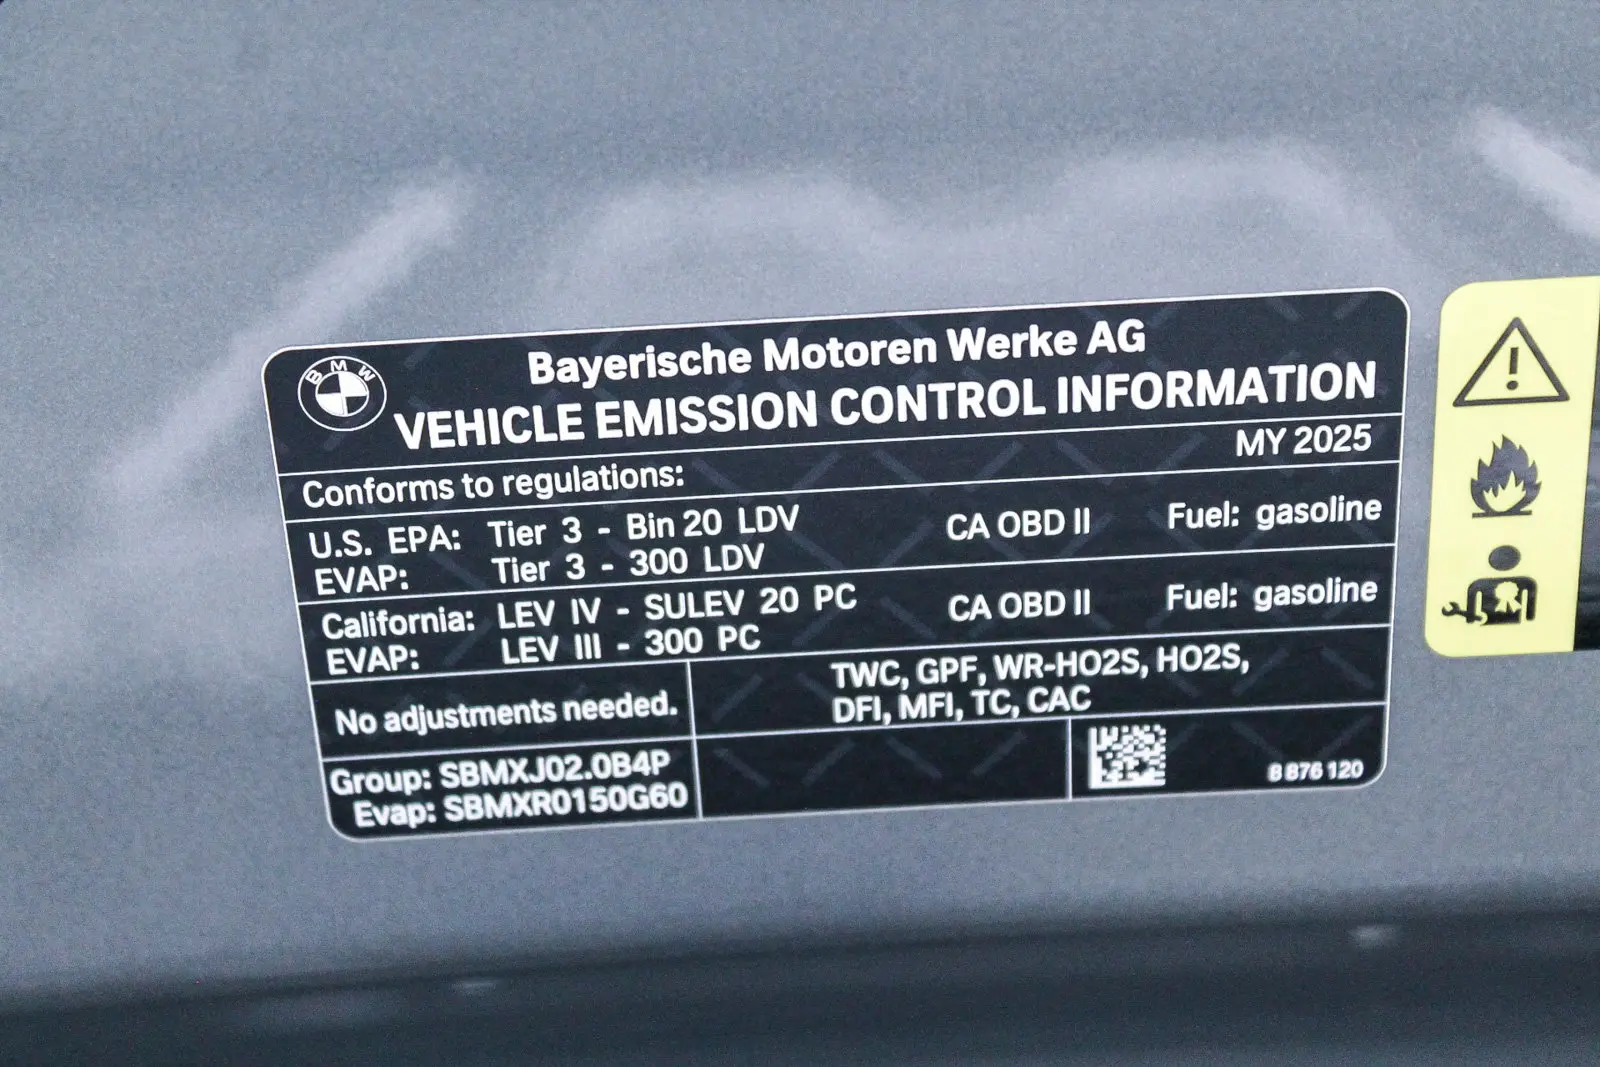 BMW
Bayerische Motoren Werke AG
VEHICLE EMISSION CONTROL INFORMATION
MY 2025
Conforms to regulations:
U.S. EPA: Tier 3 - Bin 20 LDV CA OBD II Fuel: gasoline
EVAP: Tier 3 - 300 LDV
California: LEV IV - SULEV 20 PC CA OBD II Fuel: gasoline
EVAP: LEV III - 300 PC
No adjustments needed.
TWC, GPF, WR-HO2S, HO2S,
DFI, MFI, TC, CAC
Group: SBMXJ02.0B4P
Evap: SBMXR0150G60
8 876 120